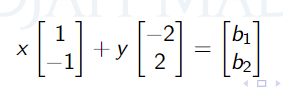 x [1 -1] + y [-2 2] = [b₁ b₂]